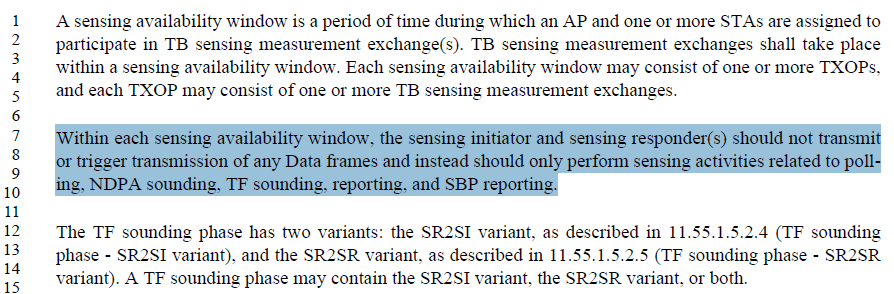 1 A sensing availability window is a period of time during which an AP and one or more STAs are assigned to
2 participate in TB sensing measurement exchange(s). TB sensing measurement exchanges shall take place
3 within a sensing availability window. Each sensing availability window may consist of one or more TXOPs,
4 and each TXOP may consist of one or more TB sensing measurement exchanges.
5
6
7 Within each sensing availability window, the sensing initiator and sensing responder(s) should not transmit
8 or trigger transmission of any Data frames and instead should only perform sensing activities related to poll-
9 ing, NDPA sounding, TF sounding, reporting, and SBP reporting.
10
11
12 The TF sounding phase has two variants: the SR2SI variant, as described in 11.55.1.5.2.4 (TF sounding
13 phase - SR2SI variant), and the SR2SR variant, as described in 11.55.1.5.2.5 (TF sounding phase - SR2SR
14 variant). A TF sounding phase may contain the SR2SI variant, the SR2SR variant, or both.
15